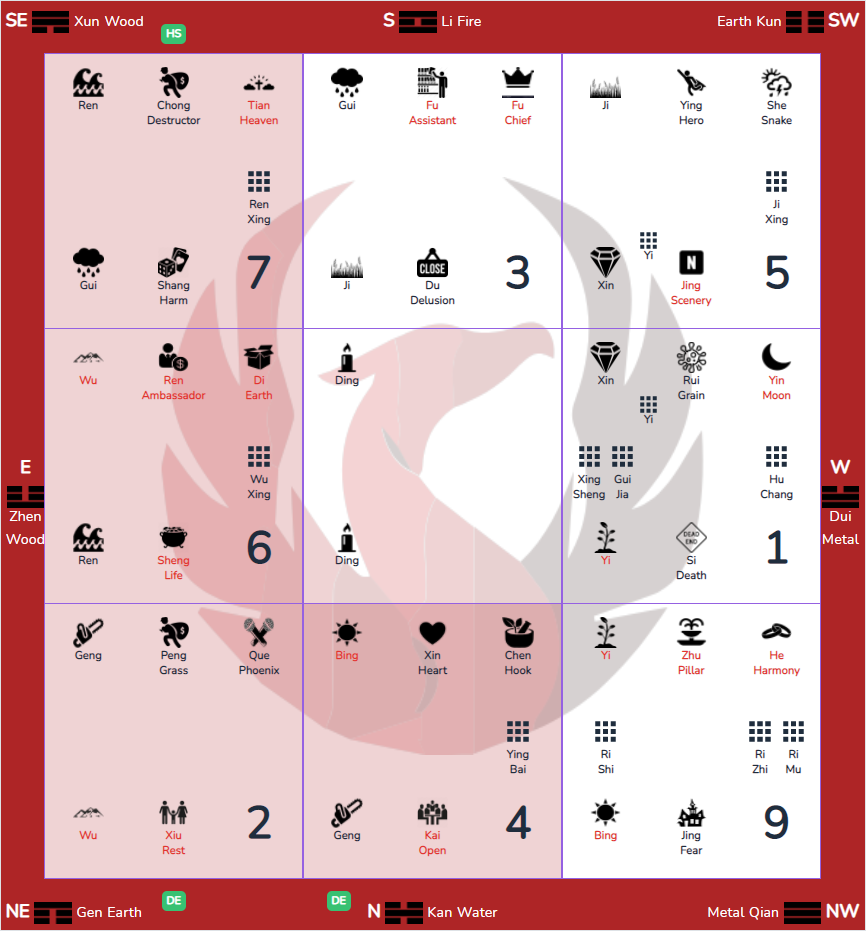 SE Xun Wood
HS
S Li Fire
Earth Kun SW
Ren Chong Tian
Destructor Heaven
Ren
Xing
Gui Shang 7
Harm
Gui Fu Fu
Assistant Chief
Ji Du 3
CLOSE
Delusion
Ji Ying She
Hero Snake
Ji
Xing
Yi
Xin N Jing 5
Scenery
E
Zhen
Wood
Wu Ren Di
Ambassador Earth
$
Wu
Xing
Ren Sheng 6
Life
Ding
Ding
Xin Rui Yin
Grain Moon
Yi
Xing Gui Hu
Sheng Jia Chang
DEAD
END
Yi Si 1
Death
W
Dui
Metal
Geng Peng Que
Grass Phoenix
$
Wu Xiu 2
Rest
Bing Xin Chen
Heart Hook
Ying
Bai
Geng Kai 4
Open
Yi Zhu He
Pillar Harmony
Ri Ri Ri
Shi Zhi Mu
Bing Jing 9
Fear
NE Gen Earth
DE
DE
N Kan Water
Metal Qian NW